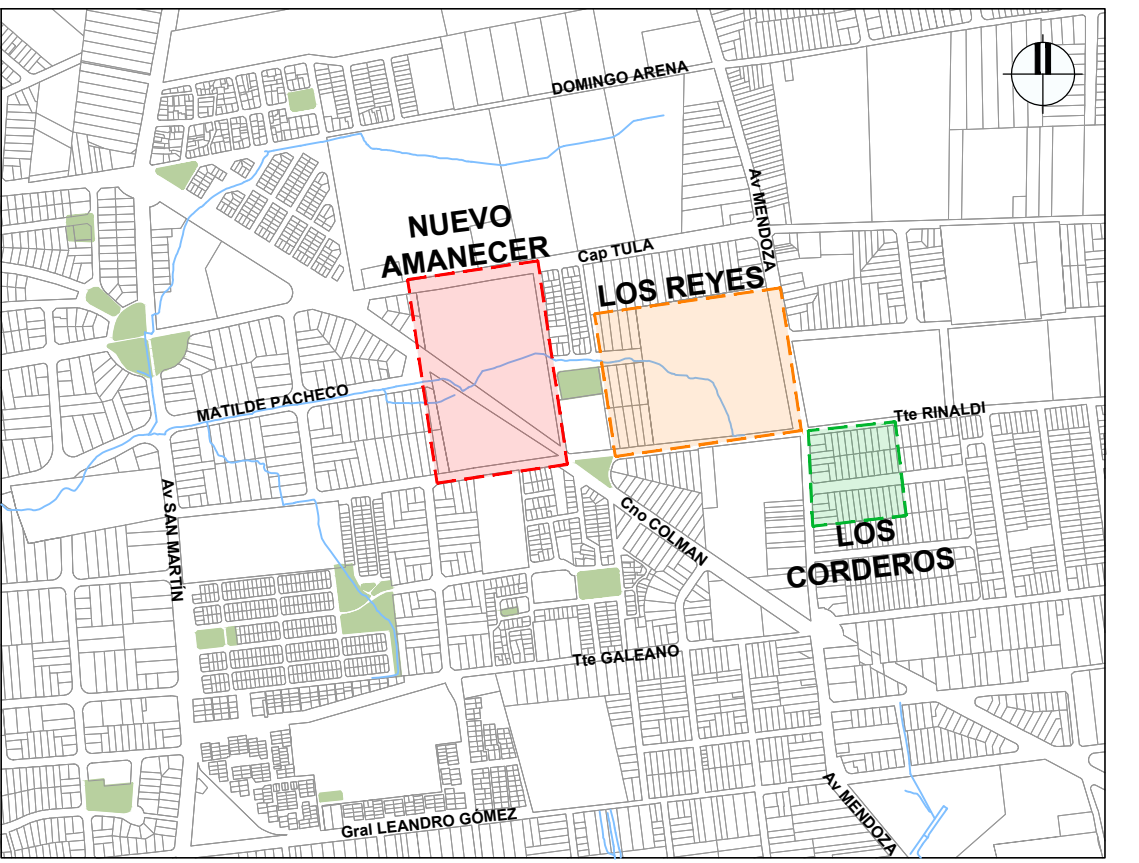 DOMINGO ARENA
Av MENDOZA
NUEVO
AMANECER
Cap TULA
LOS REYES
MATILDE PACHECO
Tte RINALDI
Av SAN MARTÍN
Cno COLMAN
LOS
CORDEROS
Tte GALEANO
Av MENDOZA
Gral LEANDRO GÓMEZ